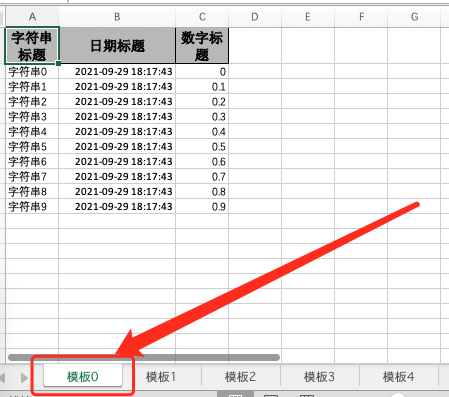 A B C D E F G
字符串标题 日期标题 数字标题
字符串0 2021-09-29 18:17:43 0
字符串1 2021-09-29 18:17:43 0.1
字符串2 2021-09-29 18:17:43 0.2
字符串3 2021-09-29 18:17:43 0.3
字符串4 2021-09-29 18:17:43 0.4
字符串5 2021-09-29 18:17:43 0.5
字符串6 2021-09-29 18:17:43 0.6
字符串7 2021-09-29 18:17:43 0.7
字符串8 2021-09-29 18:17:43 0.8
字符串9 2021-09-29 18:17:43 0.9
模板0 模板1 模板2 模板3 模板4